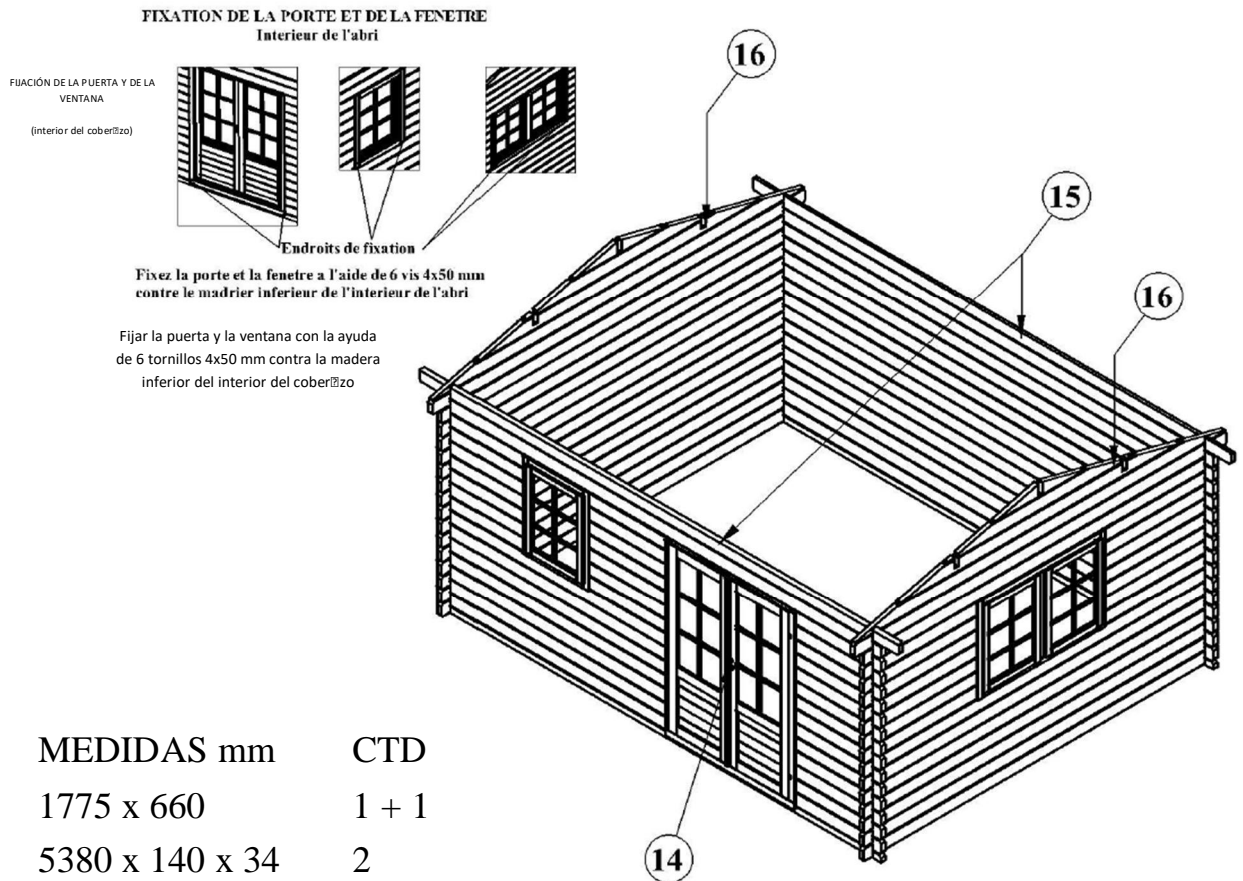 FIXATION DE LA PORTE ET DE LA FENETRE
Interieur de l'abri
FIJACIÓN DE LA PUERTA Y DE LA
VENTANA
(interior del cober⍰zo)
Endroits de fixation
Fixez la porte et la fenetre a l'aide de 6 vis 4x50 mm
contre le madrier inferieur de l'interieur de l'abri
Fijar la puerta y la ventana con la ayuda
de 6 tornillos 4x50 mm contra la madera
inferior del interior del cober⍰zo
16
15
16
14
MEDIDAS mm CTD
1775 x 660 1 + 1
5380 x 140 x 34 2